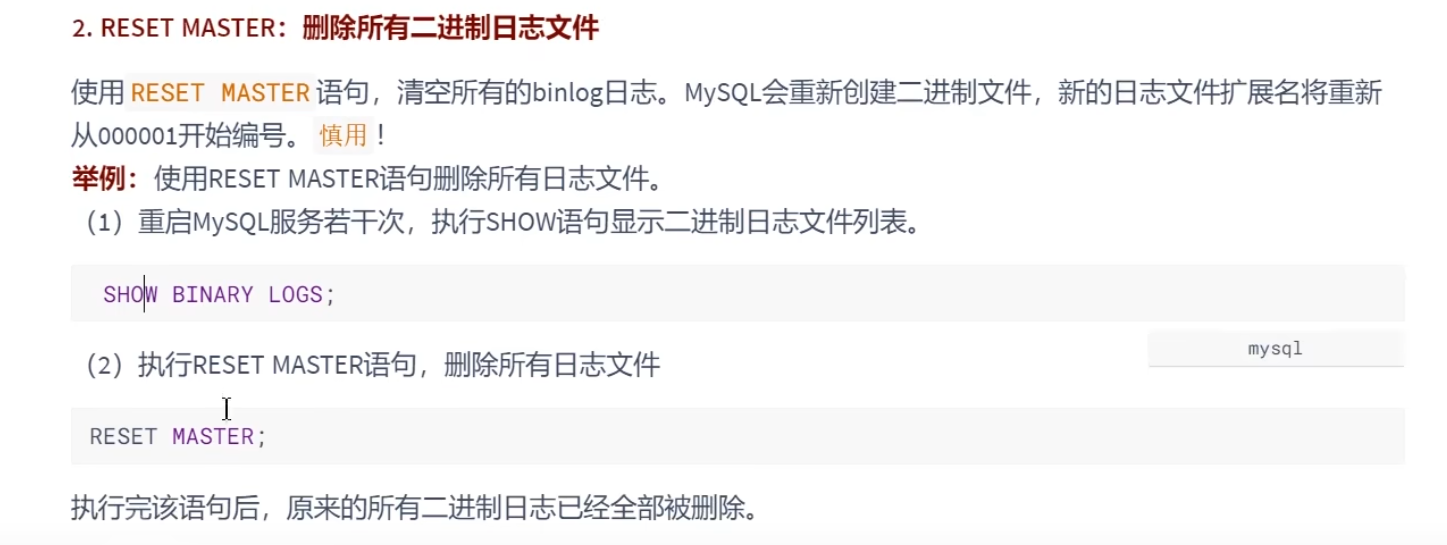 2. RESET MASTER：删除所有二进制日志文件
使用 RESET MASTER 语句，清空所有的binlog日志。MySQL会重新创建二进制文件，新的日志文件扩展名将重新
从000001开始编号。 慎用！
举例：使用RESET MASTER语句删除所有日志文件。
（1）重启MySQL服务若干次，执行SHOW语句显示二进制日志文件列表。
SHOW BINARY LOGS;
mysql
（2）执行RESET MASTER语句，删除所有日志文件
RESET MASTER;
执行完该语句后，原来的所有二进制日志已经全部被删除。